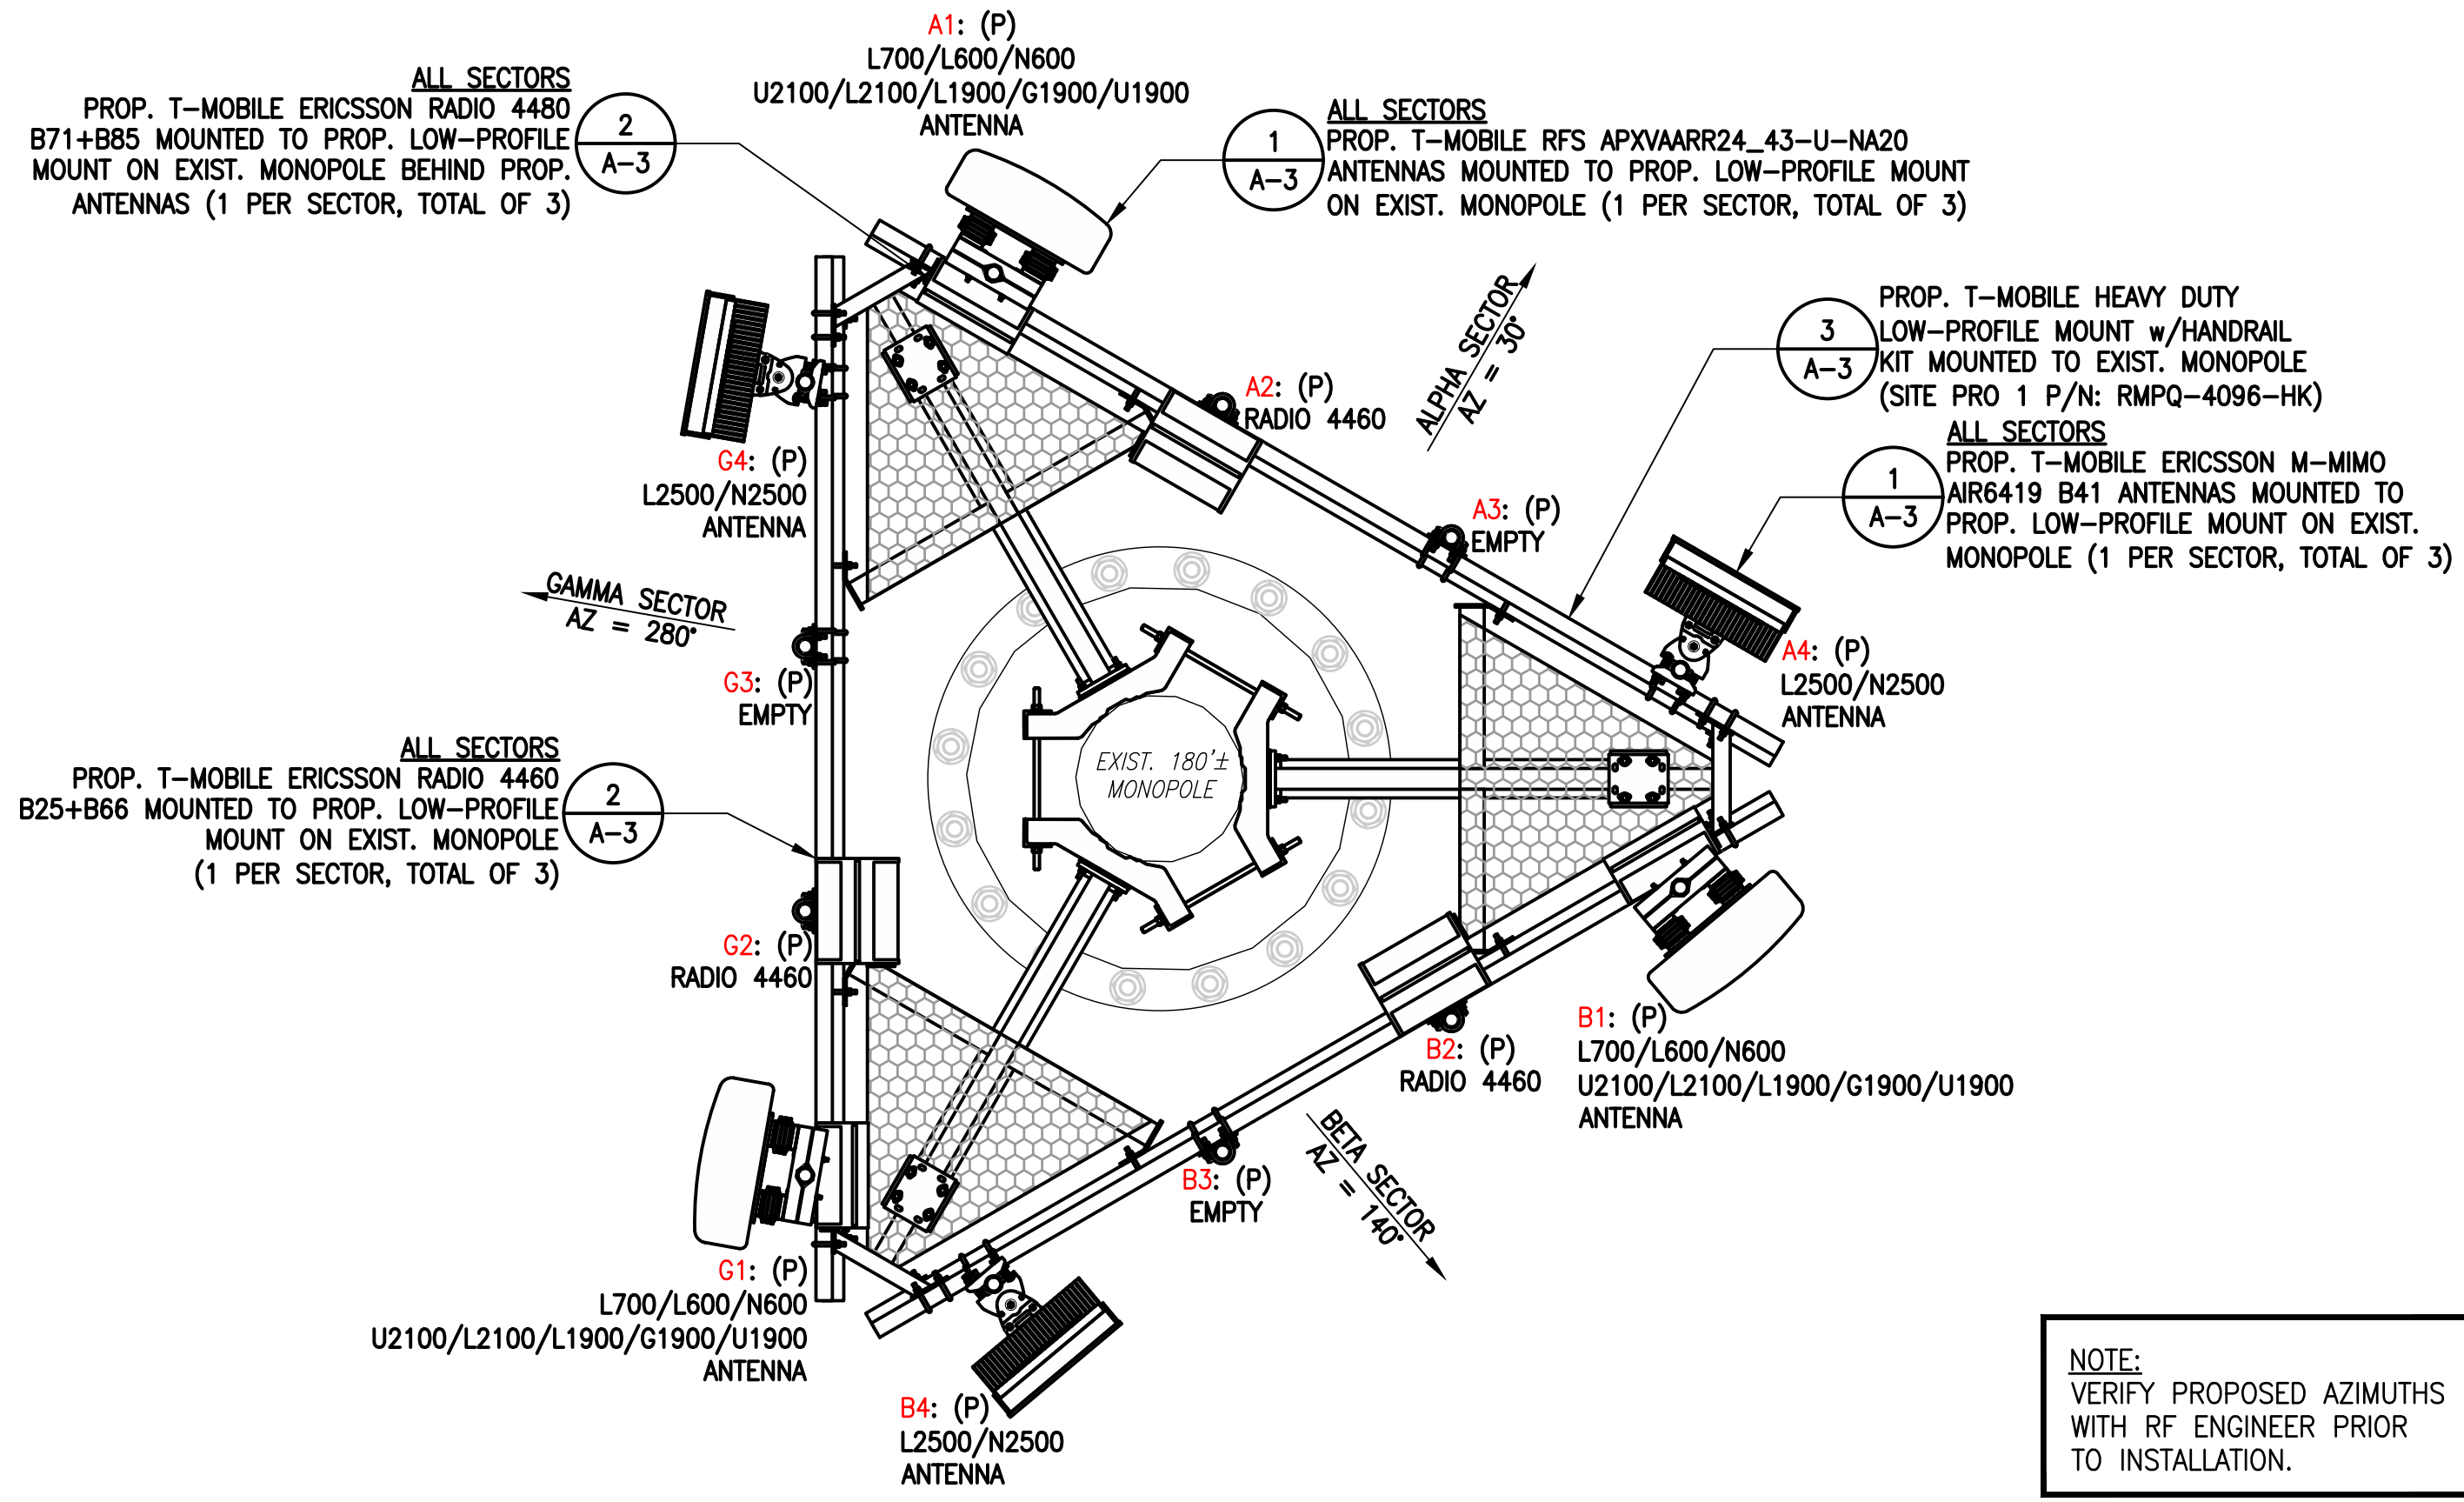 A1: (P)
L700/L600/N600
U2100/L2100/L1900/G1900/U1900
ANTENNA
ALL SECTORS
PROP. T-MOBILE ERICSSON RADIO 4480
B71+B85 MOUNTED TO PROP. LOW-PROFILE
MOUNT ON EXIST. MONOPOLE BEHIND PROP.
ANTENNAS (1 PER SECTOR, TOTAL OF 3)
2
A-3
1
A-3
ALL SECTORS
PROP. T-MOBILE RFS APXVAARR24_43-U-NA20
ANTENNAS MOUNTED TO PROP. LOW-PROFILE MOUNT
ON EXIST. MONOPOLE (1 PER SECTOR, TOTAL OF 3)
ALPHA SECTOR
AZ = 30°
3
A-3
PROP. T-MOBILE HEAVY DUTY
LOW-PROFILE MOUNT w/HANDRAIL
KIT MOUNTED TO EXIST. MONOPOLE
(SITE PRO 1 P/N: RMPQ-4096-HK)
A2: (P)
RADIO 4460
1
A-3
ALL SECTORS
PROP. T-MOBILE ERICSSON M-MIMO
AIR6419 B41 ANTENNAS MOUNTED TO
PROP. LOW-PROFILE MOUNT ON EXIST.
MONOPOLE (1 PER SECTOR, TOTAL OF 3)
G4: (P)
L2500/N2500
ANTENNA
A3: (P)
EMPTY
GAMMA SECTOR
AZ = 280°
A4: (P)
L2500/N2500
ANTENNA
G3: (P)
EMPTY
EXIST. 180'±
MONOPOLE
ALL SECTORS
PROP. T-MOBILE ERICSSON RADIO 4460
B25+B66 MOUNTED TO PROP. LOW-PROFILE
MOUNT ON EXIST. MONOPOLE
(1 PER SECTOR, TOTAL OF 3)
2
A-3
G2: (P)
RADIO 4460
B1: (P)
L700/L600/N600
U2100/L2100/L1900/G1900/U1900
ANTENNA
B2: (P)
RADIO 4460
BETA SECTOR
AZ = 140°
B3: (P)
EMPTY
G1: (P)
L700/L600/N600
U2100/L2100/L1900/G1900/U1900
ANTENNA
B4: (P)
L2500/N2500
ANTENNA
NOTE:
VERIFY PROPOSED AZIMUTHS
WITH RF ENGINEER PRIOR
TO INSTALLATION.